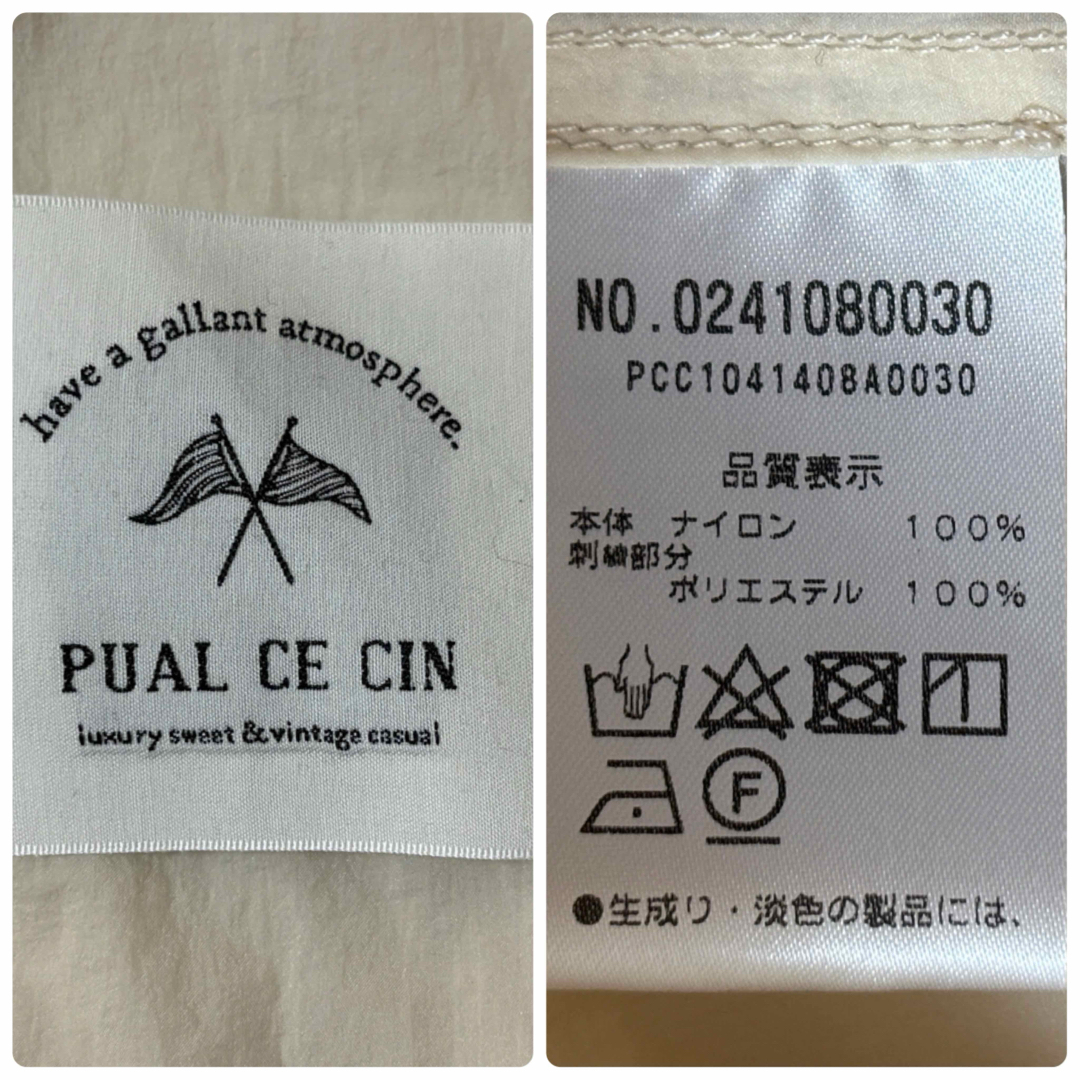 have a gallant atmosphere.
PUAL CE CIN
luxury sweet & vintage casual
NO.0241080030
PCC1041408A0030
品質表示
本体 ナイロン 100%
刺繍部分
ポリエステル 100%
F
●生成り・淡色の製品には、